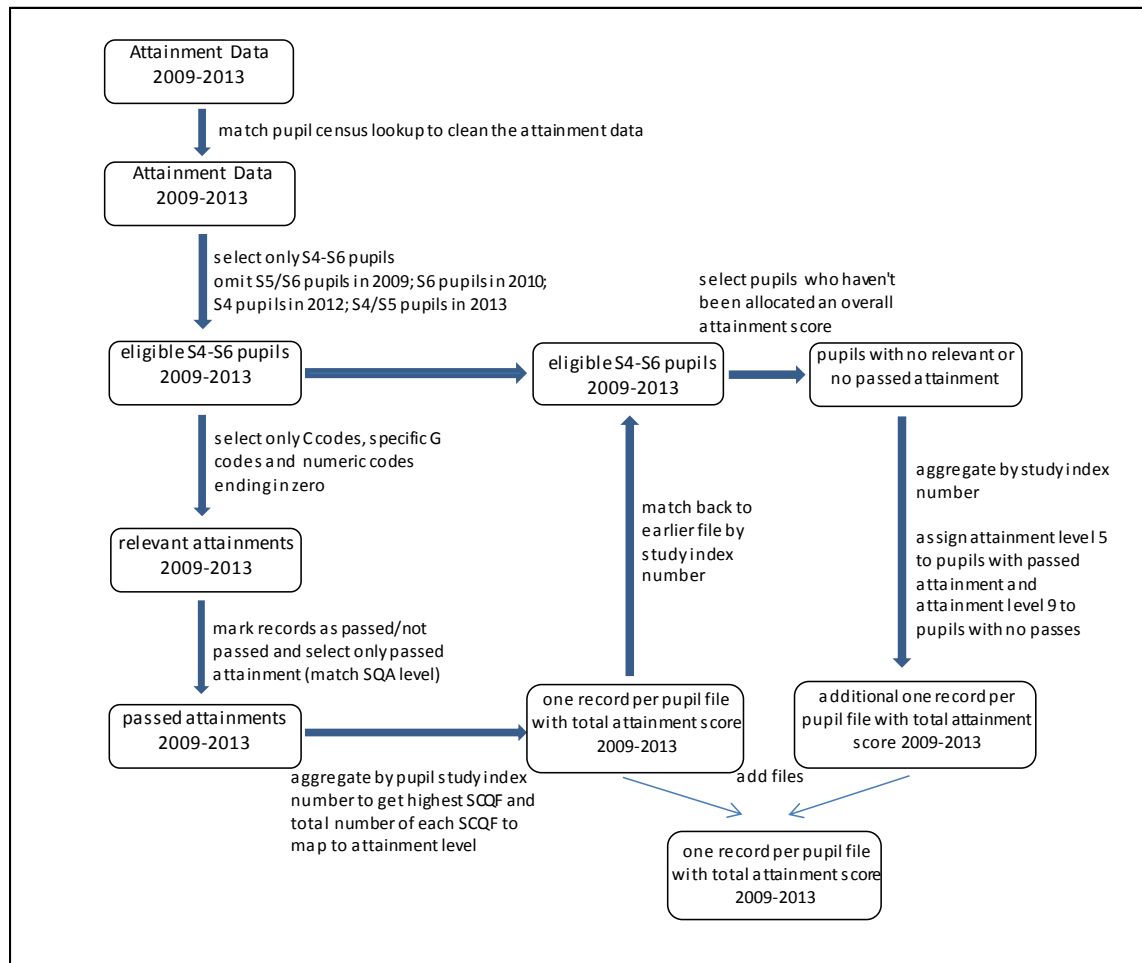 Attainment Data
2009-2013
match pupil census lookup to clean the attainment data
Attainment Data
2009-2013
select only S4-S6 pupils
omit S5/S6 pupils in 2009; S6 pupils in 2010;
S4 pupils in 2012; S4/S5 pupils in 2013
select pupils who haven't
been allocated an overall
attainment score
eligible S4-S6 pupils
2009-2013
eligible S4-S6 pupils
2009-2013
pupils with no relevant or
no passed attainment
select only C codes, specific G
codes and numeric codes
ending in zero
match back to
earlier file by
study index
number
aggregate by study index
number
assign attainment level 5
to pupils with passed
attainment and
attainment level 9 to
pupils with no passes
relevant attainments
2009-2013
mark records as passed/not
passed and select only passed
attainment (match SQA level)
passed attainments
2009-2013
one record per pupil file
with total attainment score
2009-2013
additional one record per
pupil file with total attainment
score 2009-2013
aggregate by pupil study index
number to get highest SCQF and
total number of each SCQF to
map to attainment level
add files
one record per pupil file
with total attainment score
2009-2013